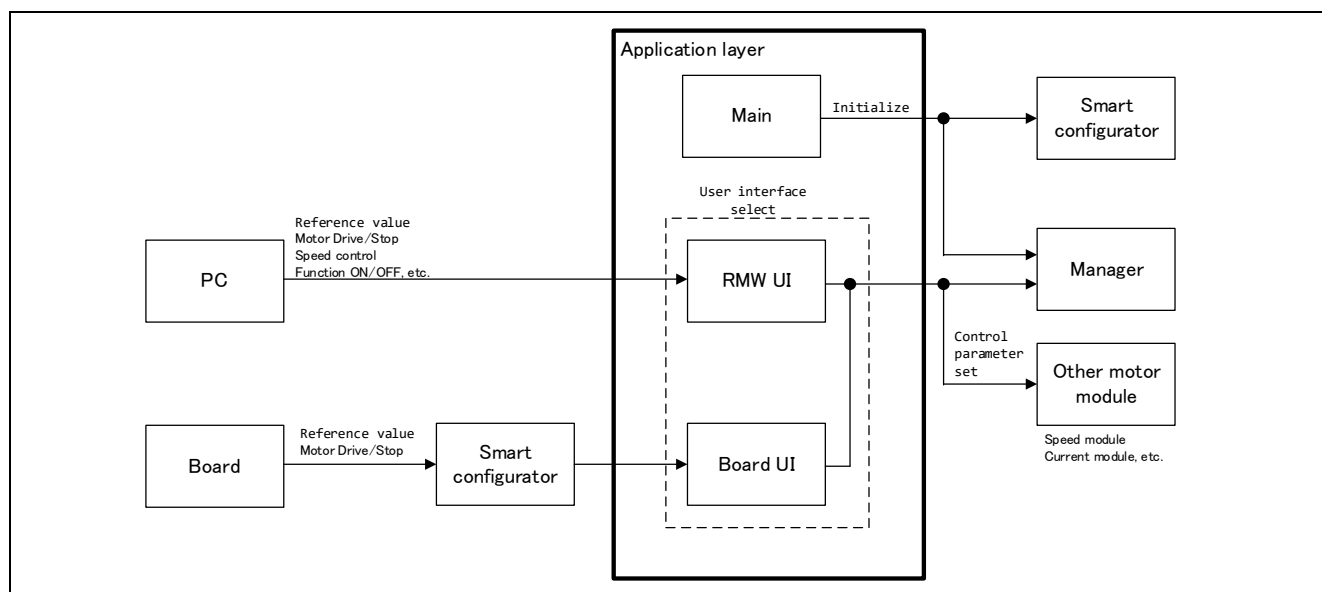 Application layer
Main
Initialize
Smart
configurator
User interface
select
Reference value
Motor Drive/Stop
Speed control
Function ON/OFF, etc.
PC
RMW UI
Manager
Control
parameter
set
Other motor
module
Speed module
Current module, etc.
Reference value
Motor Drive/Stop
Board
Smart
configurator
Board UI